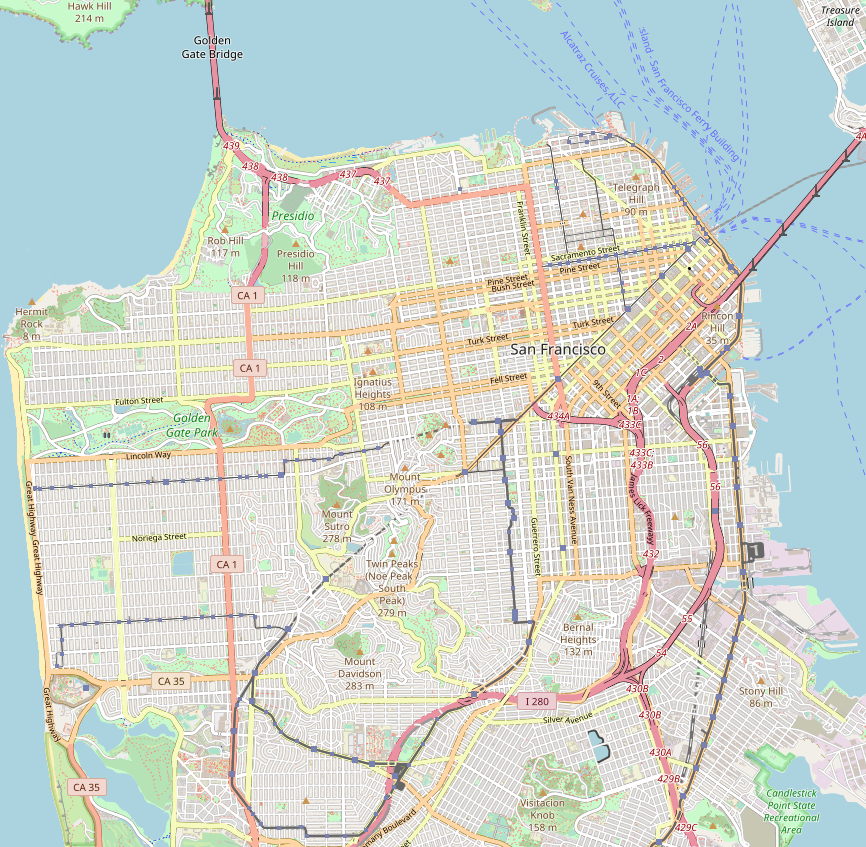 Hawk Hill
214 m
Treasure
Island
Golden
Gate Bridge
Alcatraz Cruises, LLC
Island - San Francisco Ferry Building
4A
439
438
438
437
437
Presidio
Telegraph
Hill
90 m
Franklin Street
Rob Hill
117 m
Presidio
Hill
118 m
Sacramento Street
Pine Street
Pine Street
Bush Street
CA 1
Hermit
Rock
8 m
Rincon
Hill
35 m
2A
Turk Street
Turk Street
San Francisco
2
1C
CA 1
Ignatius
Heights
108 m
Fell Street
9th Street
1A
1B
Fulton Street
Golden
Gate Park
434A
433C
Lincoln Way
433C
433B
56
56
Mount
Olympus
171 m
Great Highway
Great Highway
South Van Ness Avenue
James Lick Freeway
Mount
Sutro
278 m
Guerrero Street
Noriega Street
CA 1
Twin Peaks
(Noe Peak
South
Peak)
279 m
432
55
Bernal
Heights
132 m
54
Mount
Davidson
283 m
CA 35
430B
Stony Hill
86 m
Great Highway
I 280
Silver Avenue
430B
430A
429B
CA 35
Visitacion
Knob
158 m
Candlestick
Point State
Recreational
Area
429C
many Boulevard